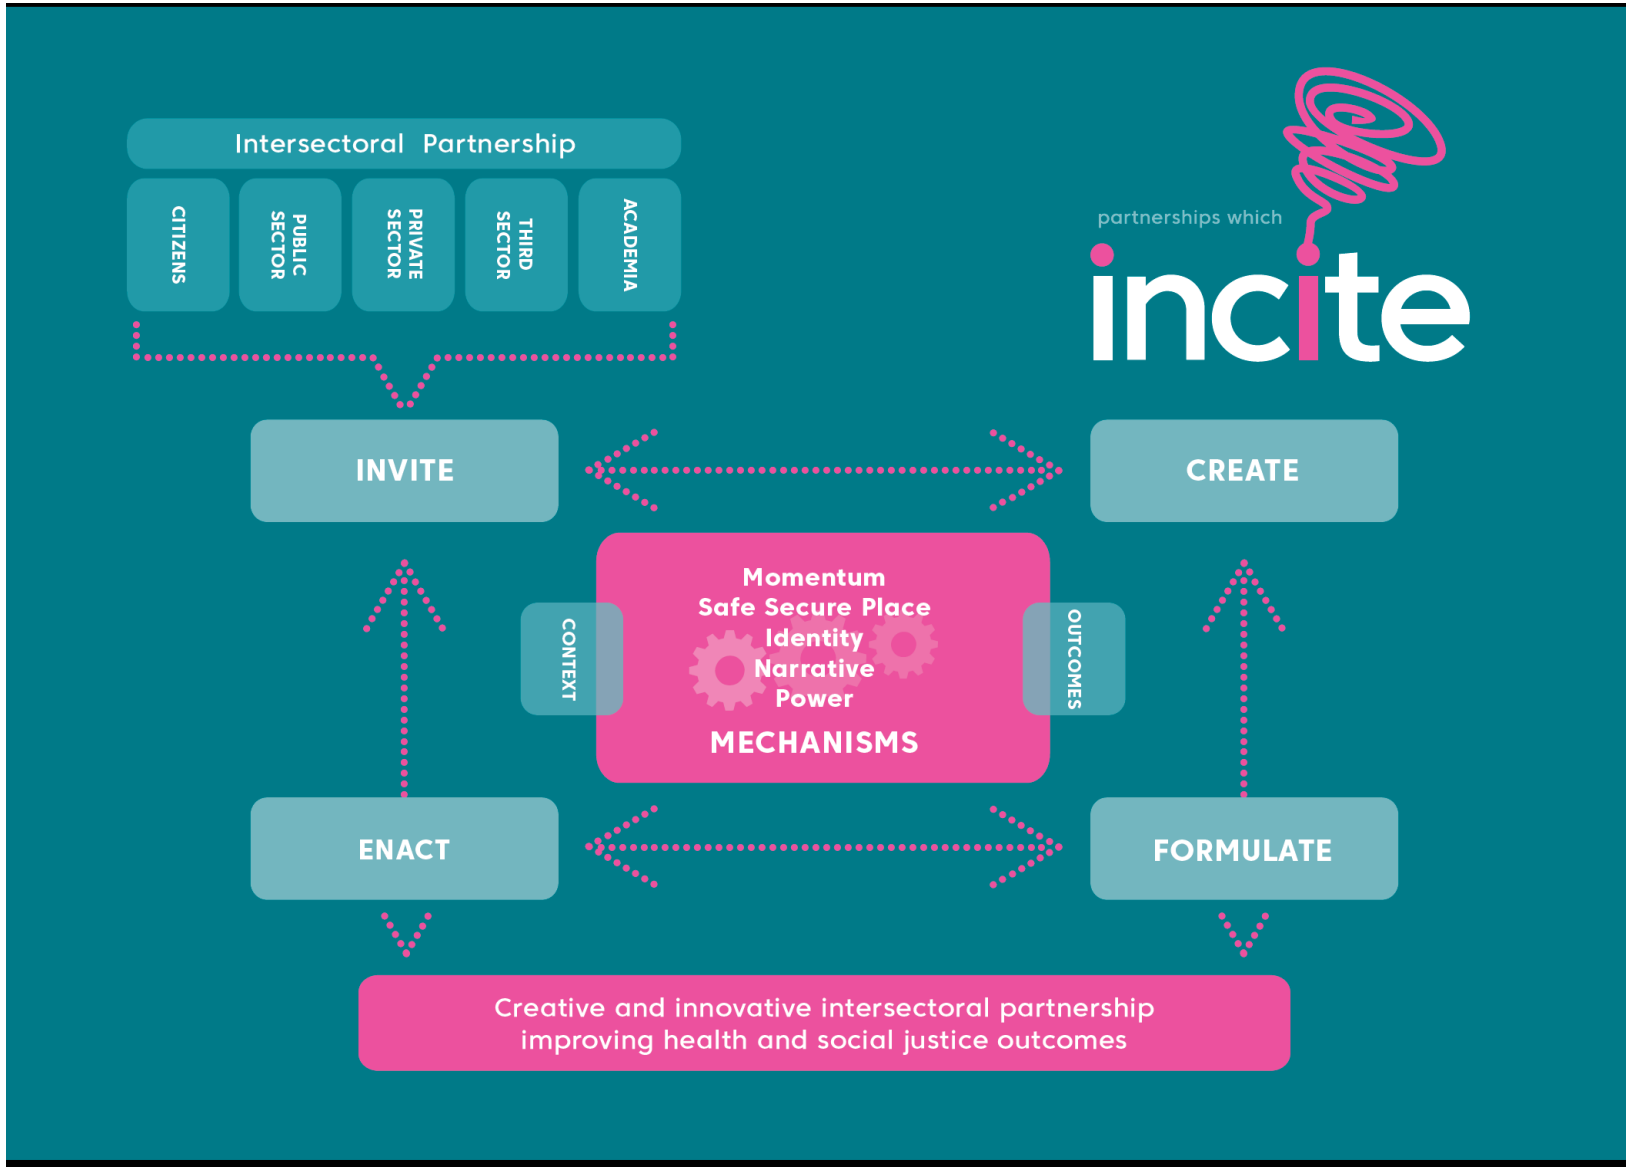 Intersectoral Partnership
CITIZENS
PUBLIC
SECTOR
PRIVATE
SECTOR
THIRD
SECTOR
ACADEMIA
partnerships which
incite
INVITE
CREATE
Momentum
Safe Secure Place
Identity
Narrative
Power
MECHANISMS
CONTEXT
OUTCOMES
ENACT
FORMULATE
Creative and innovative intersectoral partnership
improving health and social justice outcomes